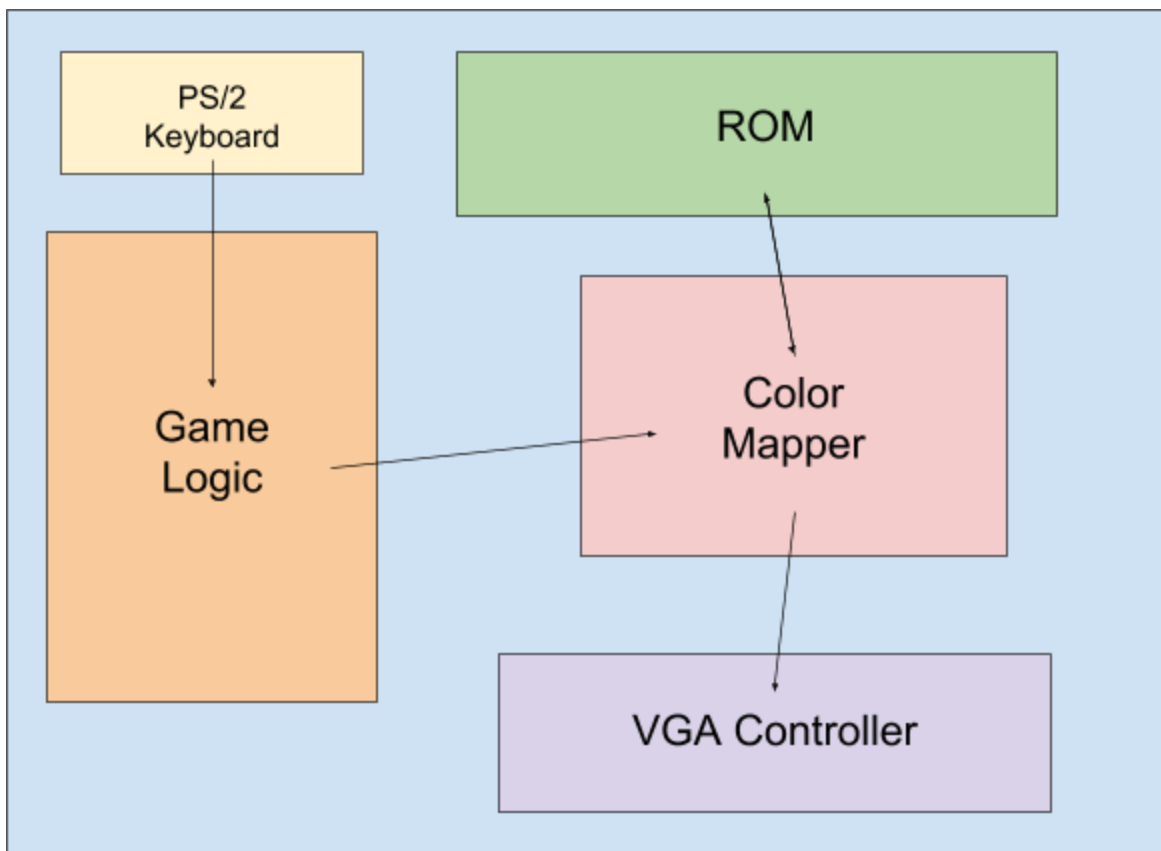 PS/2
Keyboard
ROM
Game
Logic
Color
Mapper
VGA Controller